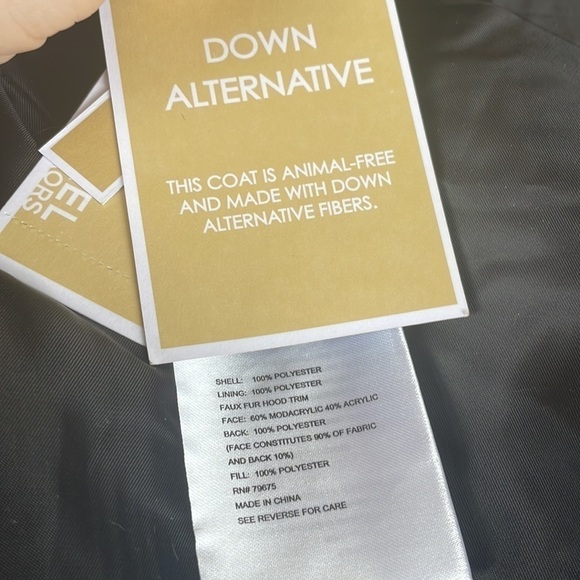 DOWN
ALTERNATIVE
THIS COAT IS ANIMAL-FREE
AND MADE WITH DOWN
ALTERNATIVE FIBERS.
EL
ORS
SHELL: 100% POLYESTER
LINING: 100% POLYESTER
FAUX FUR HOOD TRIM
FACE: 60% MODACRYLIC 40% ACRYLIC
BACK: 100% POLYESTER
(FACE CONSTITUTES 90% OF FABRIC
AND BACK 10%)
FILL: 100% POLYESTER
RN# 79675
MADE IN CHINA
SEE REVERSE FOR CARE